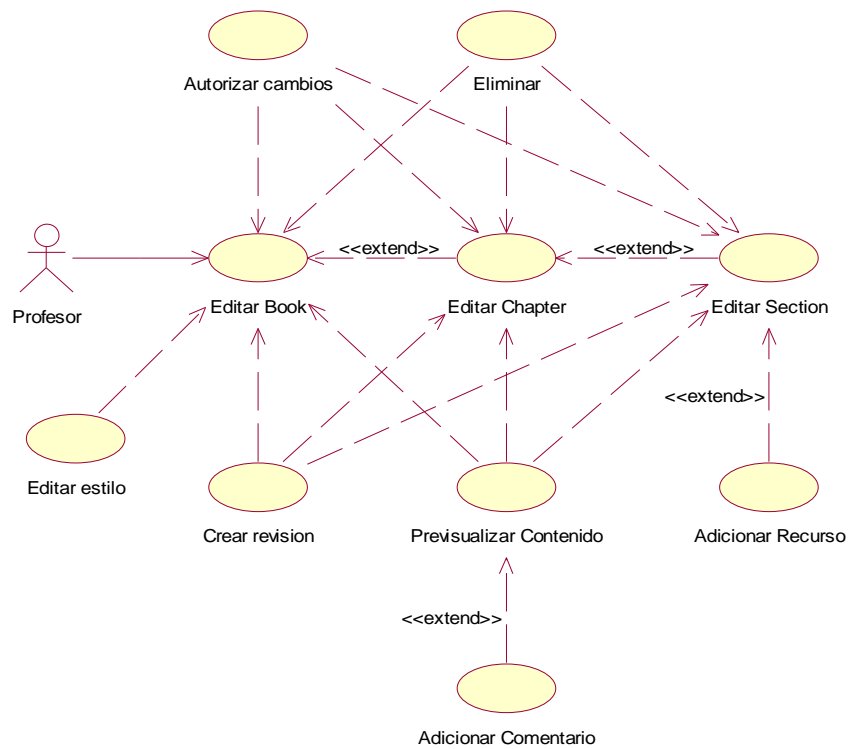 Autorizar cambios
Eliminar
<<extend>>
<<extend>>
Profesor
Editar Book
Editar Chapter
Editar Section
<<extend>>
Editar estilo
Crear revision
Previsualizar Contenido
Adicionar Recurso
<<extend>>
Adicionar Comentario